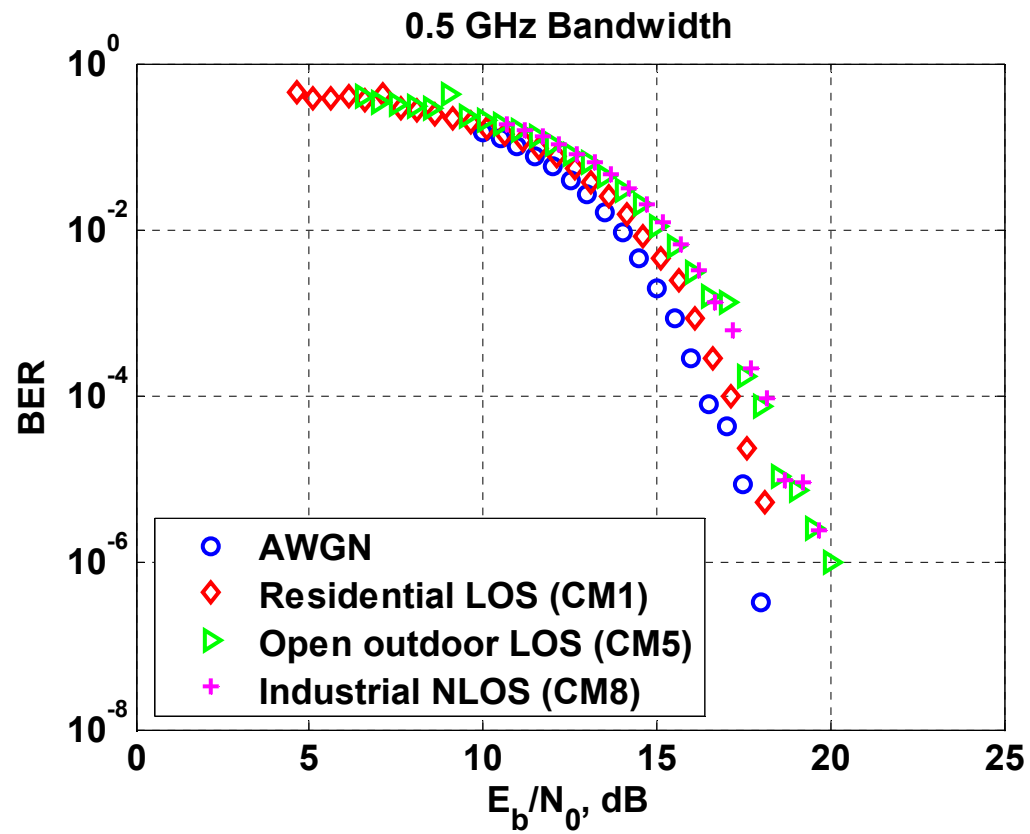 0.5 GHz Bandwidth
10^0
10^-2
10^-4
10^-6
10^-8
BER
AWGN
Residential LOS (CM1)
Open outdoor LOS (CM5)
Industrial NLOS (CM8)
0 5 10 15 20 25
E_b/N_0, dB